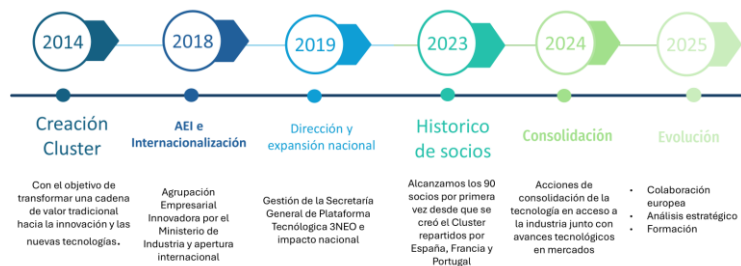 2014
2018
2019
2023
2024
2025
Creación
Cluster
AEI e
Internacionalización
Dirección y
expansión nacional
Historico
de socios
Consolidación
Evolución
Con el objetivo de
transformar una cadena
de valor tradicional
hacia la innovación y las
nuevas tecnologías.
Agrupación
Empresarial
Innovadora por el
Ministerio de
Industria y apertura
internacional
Gestión de la Secretaría
General de Plataforma
Tecnólogica 3NEO e
impacto nacional
Alcanzamos los 90
socios por primera
vez desde que se
creó el Cluster
repartidos por
España, Francia y
Portugal
Acciones de
consolidación de la
tecnología en acceso a
la industria junto con
avances tecnológicos
en mercados
• Colaboración
europea
• Análisis estratégico
• Formación